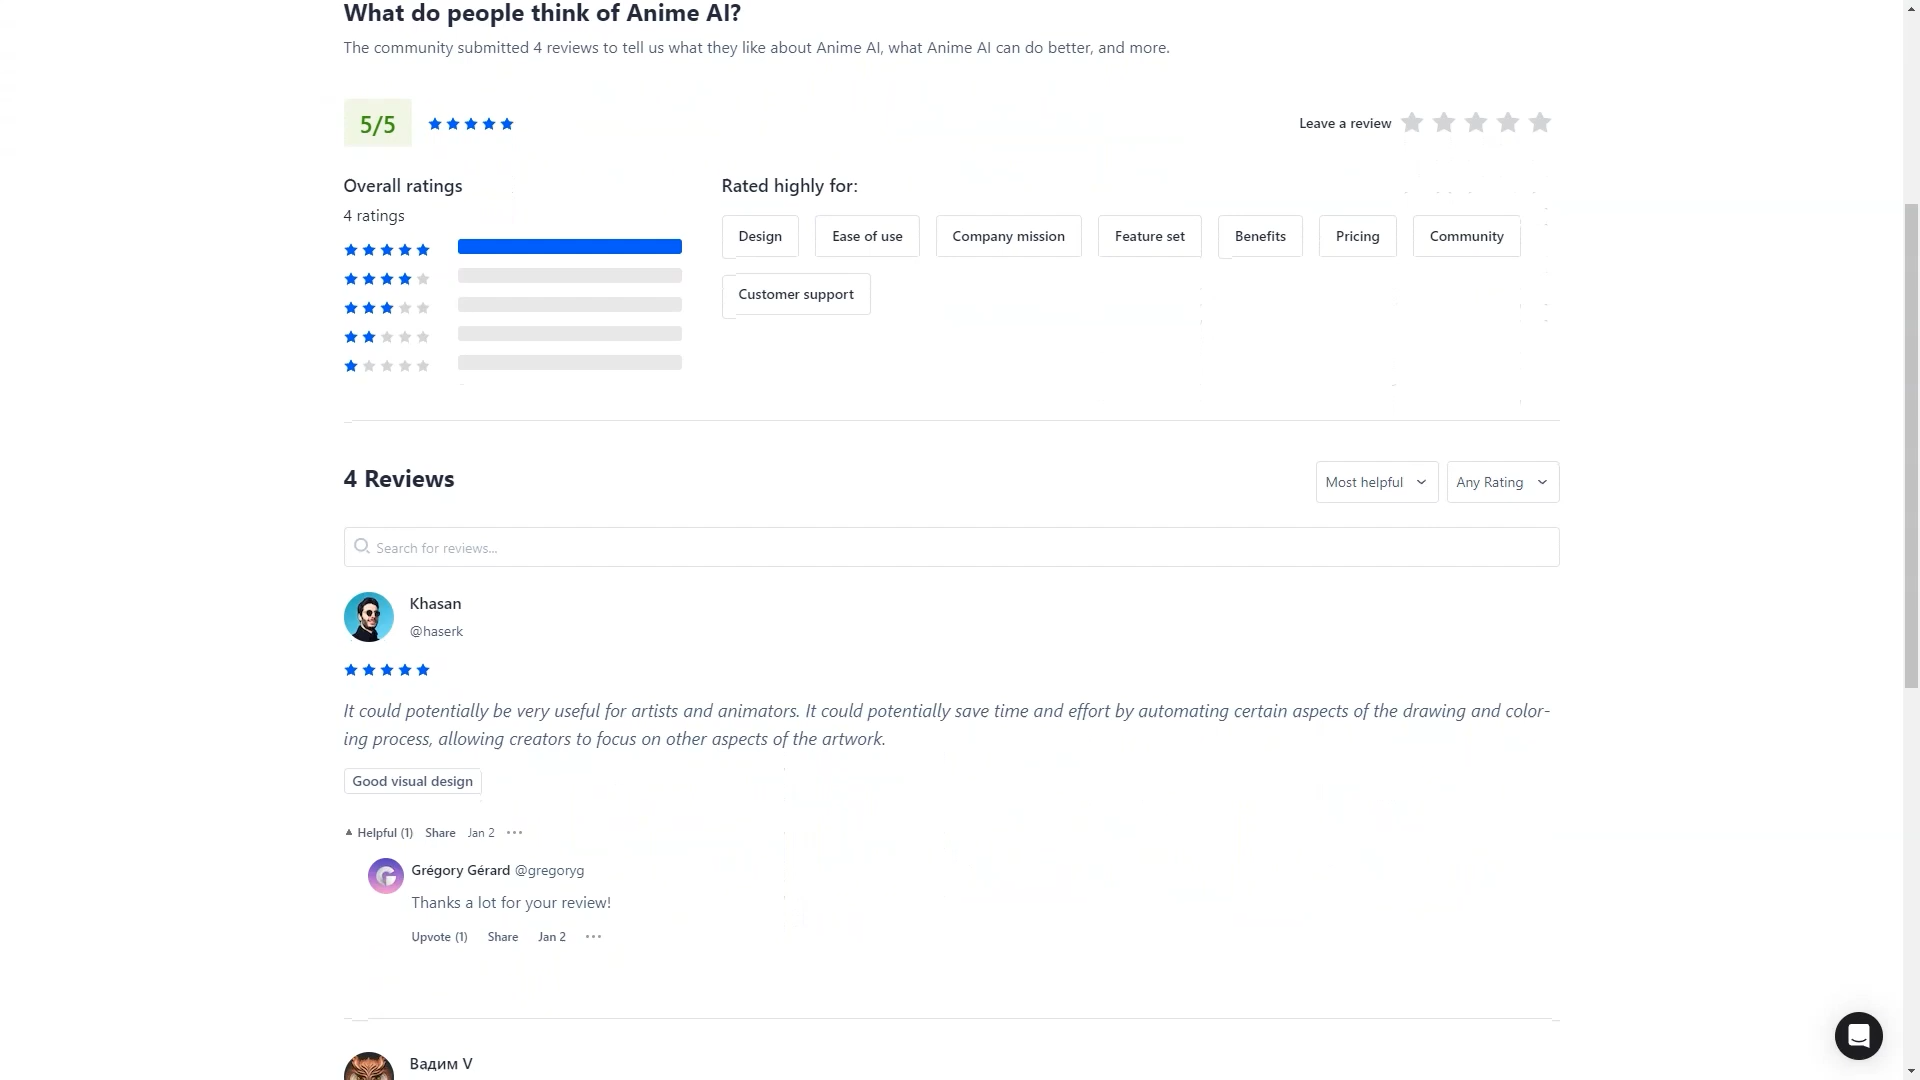 What do people think of Anime AI?
The community submitted 4 reviews to tell us what they like about Anime AI, what Anime AI can do better, and more.
5/5
Leave a review
Overall ratings
4 ratings
Rated highly for:
Design
Ease of use
Company mission
Feature set
Benefits
Pricing
Community
Customer support
4 Reviews
Most helpful
Any Rating
Search for reviews...
Khasan
@haserk
It could potentially be very useful for artists and animators. It could potentially save time and effort by automating certain aspects of the drawing and color-
ing process, allowing creators to focus on other aspects of the artwork.
Good visual design
Helpful (1) Share Jan 2
Grégory Gérard @gregoryg
Thanks a lot for your review!
Upvote (1) Share Jan 2
Вадим V